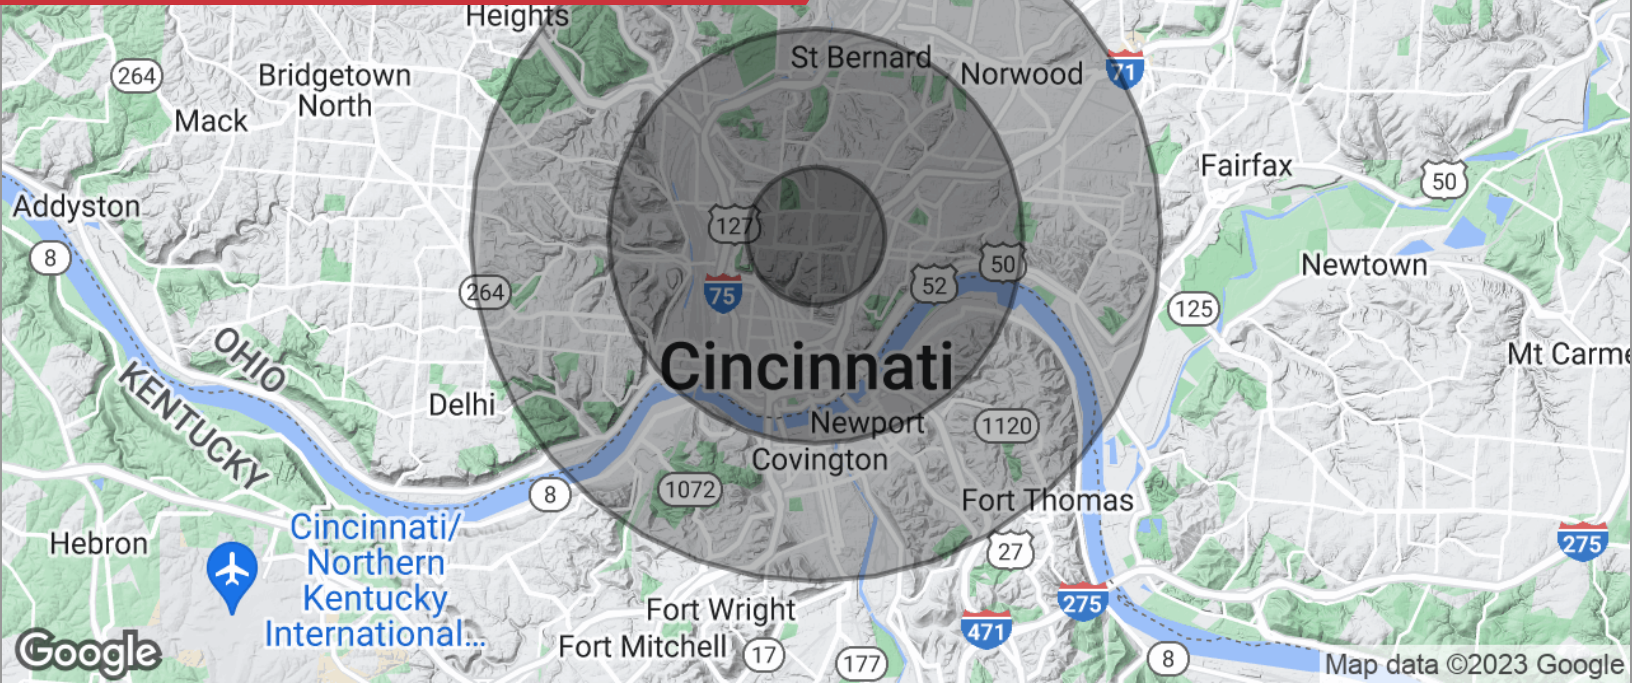 Heights
St Bernard
Norwood
71
264
Bridgetown
North
Mack
Fairfax
50
Addyston
127
8
Newtown
50
52
264
75
125
OHIO
KENTUCKY
Cincinnati
Mt Carme
Delhi
Newport
1120
Covington
1072
8
Fort Thomas
Hebron
Cincinnati/
Northern
Kentucky
International...
27
275
275
Fort Wright
471
Fort Mitchell
17
177
8
Google
Map data ©2023 Google